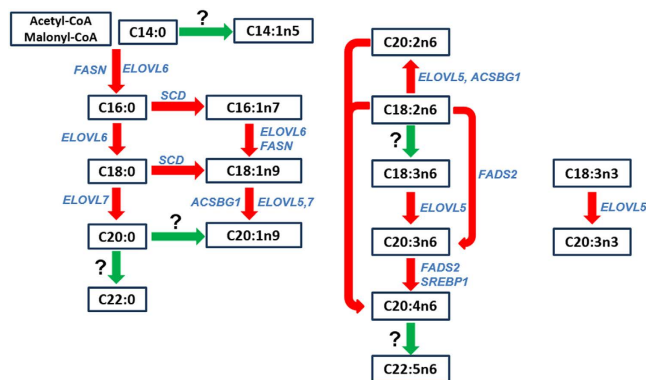 Acetyl-CoA
Malonyl-CoA
C14:0
?
C14:1n5
FASN
ELOVL6
C16:0
SCD
C16:1n7
ELOVL6
ELOVL6
FASN
C18:0
SCD
C18:1n9
ELOVL7
ACSBG1
ELOVL5,7
C20:0
?
C20:1n9
?
C22:0
C20:2n6
ELOVL5, ACSBG1
C18:2n6
?
FADS2
C18:3n6
ELOVL5
C20:3n6
FADS2
SREBP1
C20:4n6
?
C22:5n6
C18:3n3
ELOVL5
C20:3n3